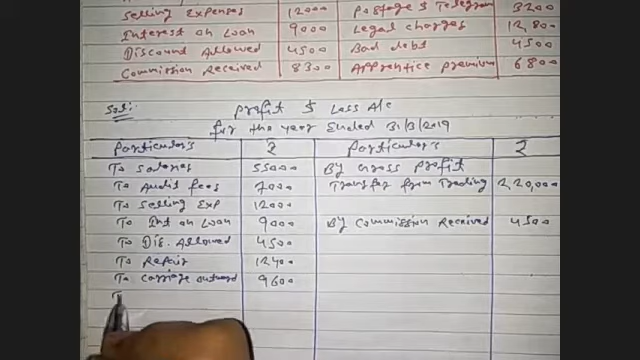 Selling Expenses 12000 Postage & Telegram 3200
Interest on Loan 9000 Legal charges 12,800
Discount Allowed 4500 Bad debt 4500
Commission Received 8300 Apprentice premium 6800
Sol:-
Profit & Loss A/c
for the year Ended 31/3/2019
Particulars ₹ Particulars ₹
To Salaries 55000 By Gross Profit
To Audit fees 7000 Transfer from Trading 2,20,000
To Selling Exp 12000
To Int on Loan 9000 By Commission Received 4500
To Dis. Allowed 4500
To Repair 12400
To Carriage outward 9600
T